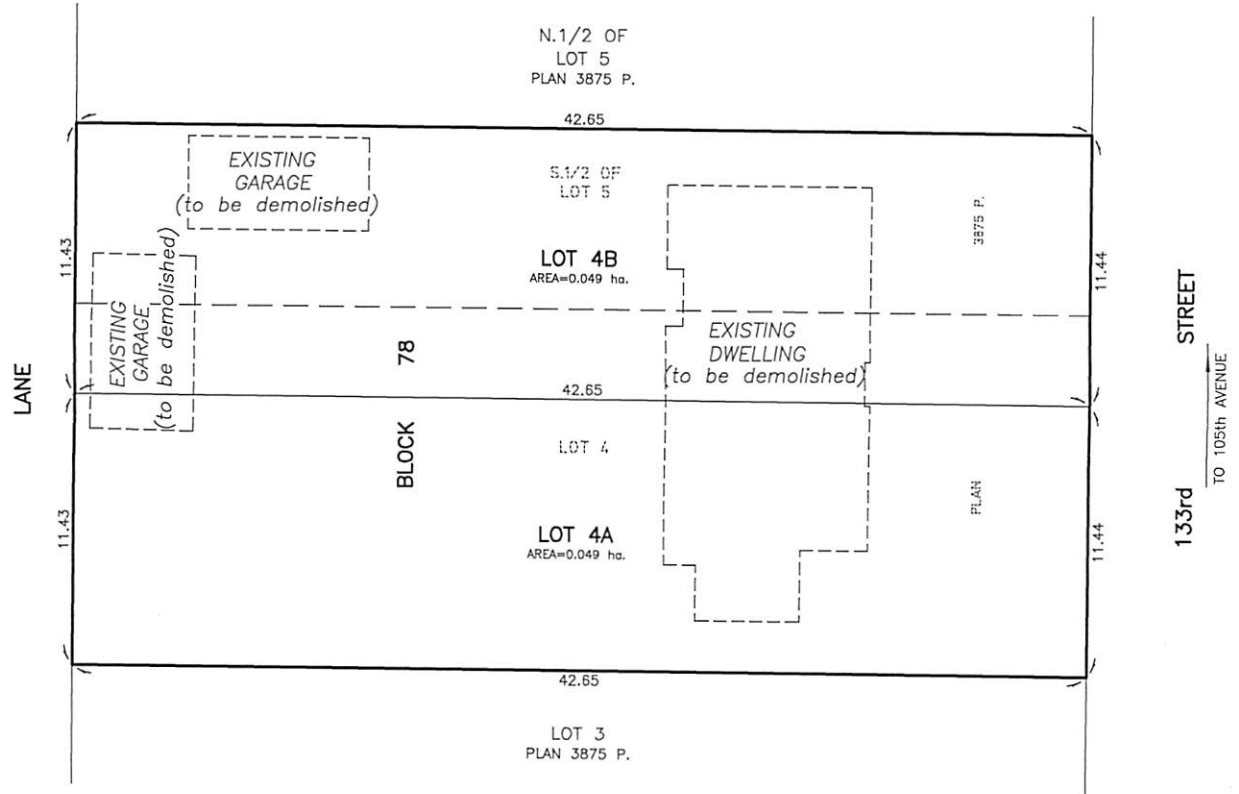 N.1/2 OF
LOT 5
PLAN 3875 P.
42.65
EXISTING
GARAGE
(to be demolished)
S.1/2 OF
LOT 5
3875 P.
11.43
LOT 4B
AREA=0.049 ha.
11.44
EXISTING
GARAGE
(to be demolished)
78
EXISTING
DWELLING
(to be demolished)
STREET
LANE
42.65
TO 105th AVENUE
BLOCK
LOT 4
PLAN
133rd
11.43
LOT 4A
AREA=0.049 ha.
11.44
42.65
LOT 3
PLAN 3875 P.